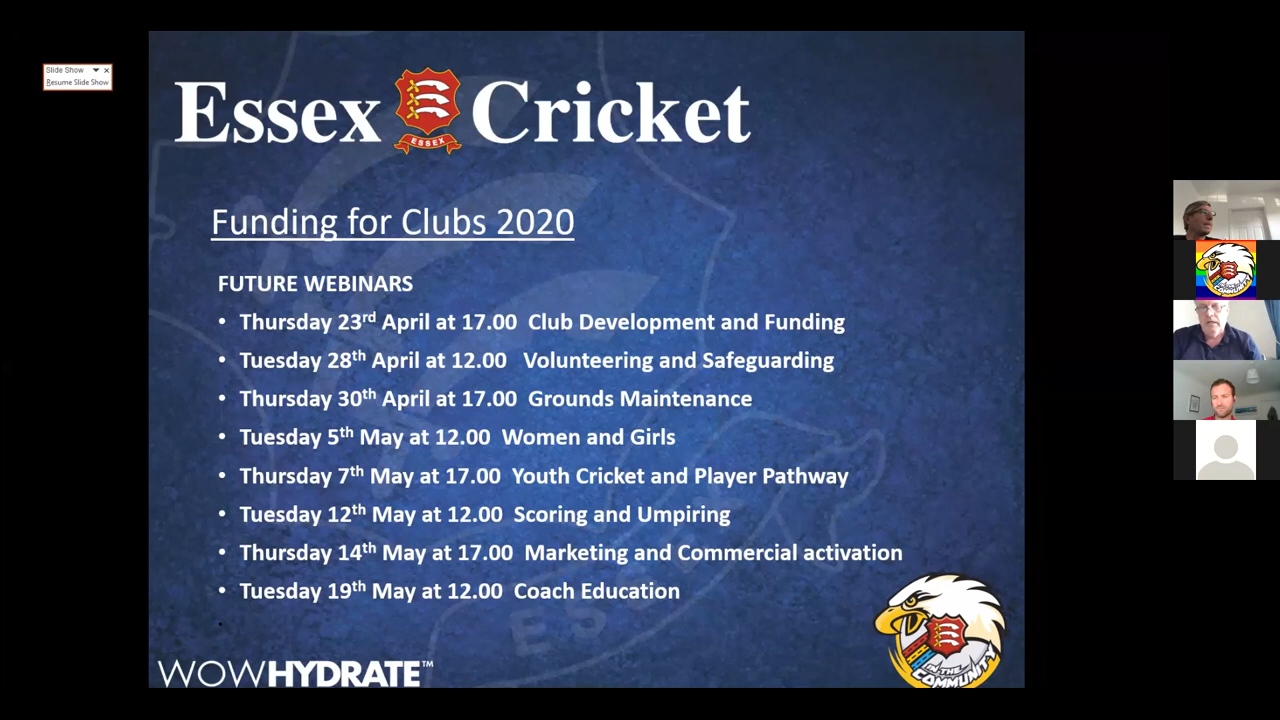 Slide Show
Resume Slide Show
Essex Cricket
ESSEX
Funding for Clubs 2020
FUTURE WEBINARS
• Thursday 23rd April at 17.00 Club Development and Funding
• Tuesday 28th April at 12.00 Volunteering and Safeguarding
• Thursday 30th April at 17.00 Grounds Maintenance
• Tuesday 5th May at 12.00 Women and Girls
• Thursday 7th May at 17.00 Youth Cricket and Player Pathway
• Tuesday 12th May at 12.00 Scoring and Umpiring
• Thursday 14th May at 17.00 Marketing and Commercial activation
• Tuesday 19th May at 12.00 Coach Education
WOWHYDRATE™
IN THE
COMMUNITY